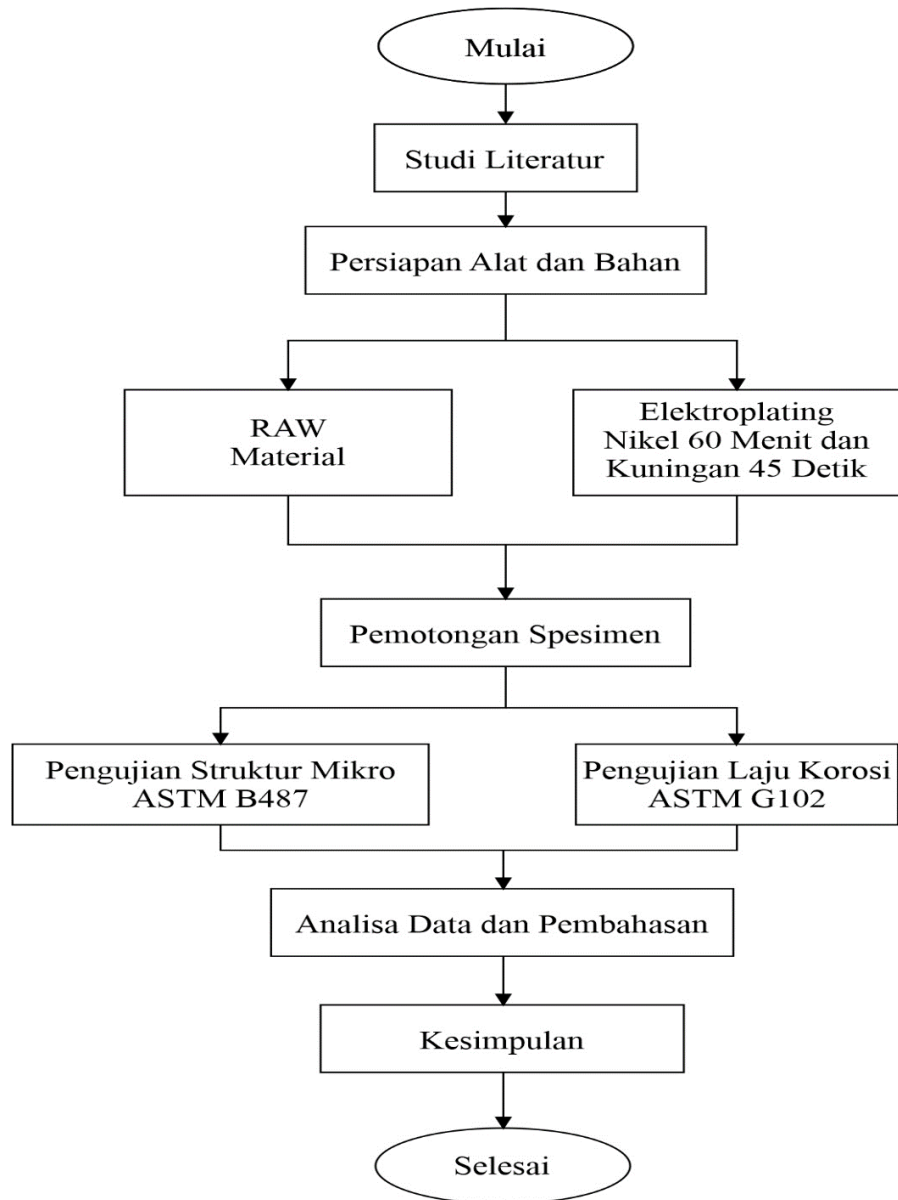 Mulai
Studi Literatur
Persiapan Alat dan Bahan
RAW
Material
Elektroplating
Nikel 60 Menit dan
Kuningan 45 Detik
Pemotongan Spesimen
Pengujian Struktur Mikro
ASTM B487
Pengujian Laju Korosi
ASTM G102
Analisa Data dan Pembahasan
Kesimpulan
Selesai